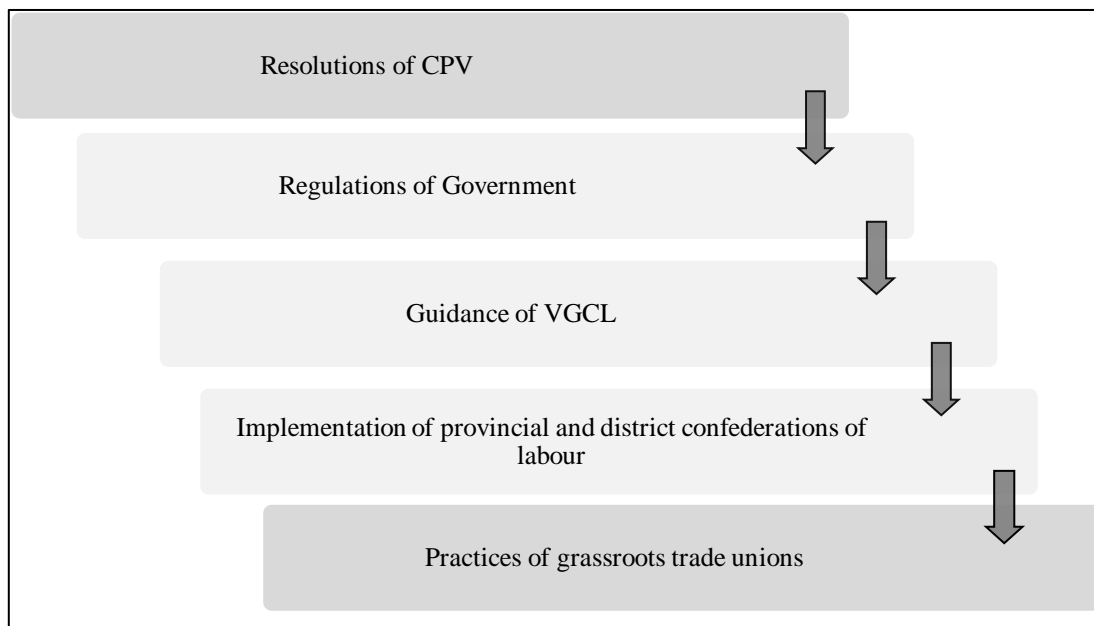 Resolutions of CPV
Regulations of Government
Guidance of VGCL
Implementation of provincial and district confederations of
labour
Practices of grassroots trade unions